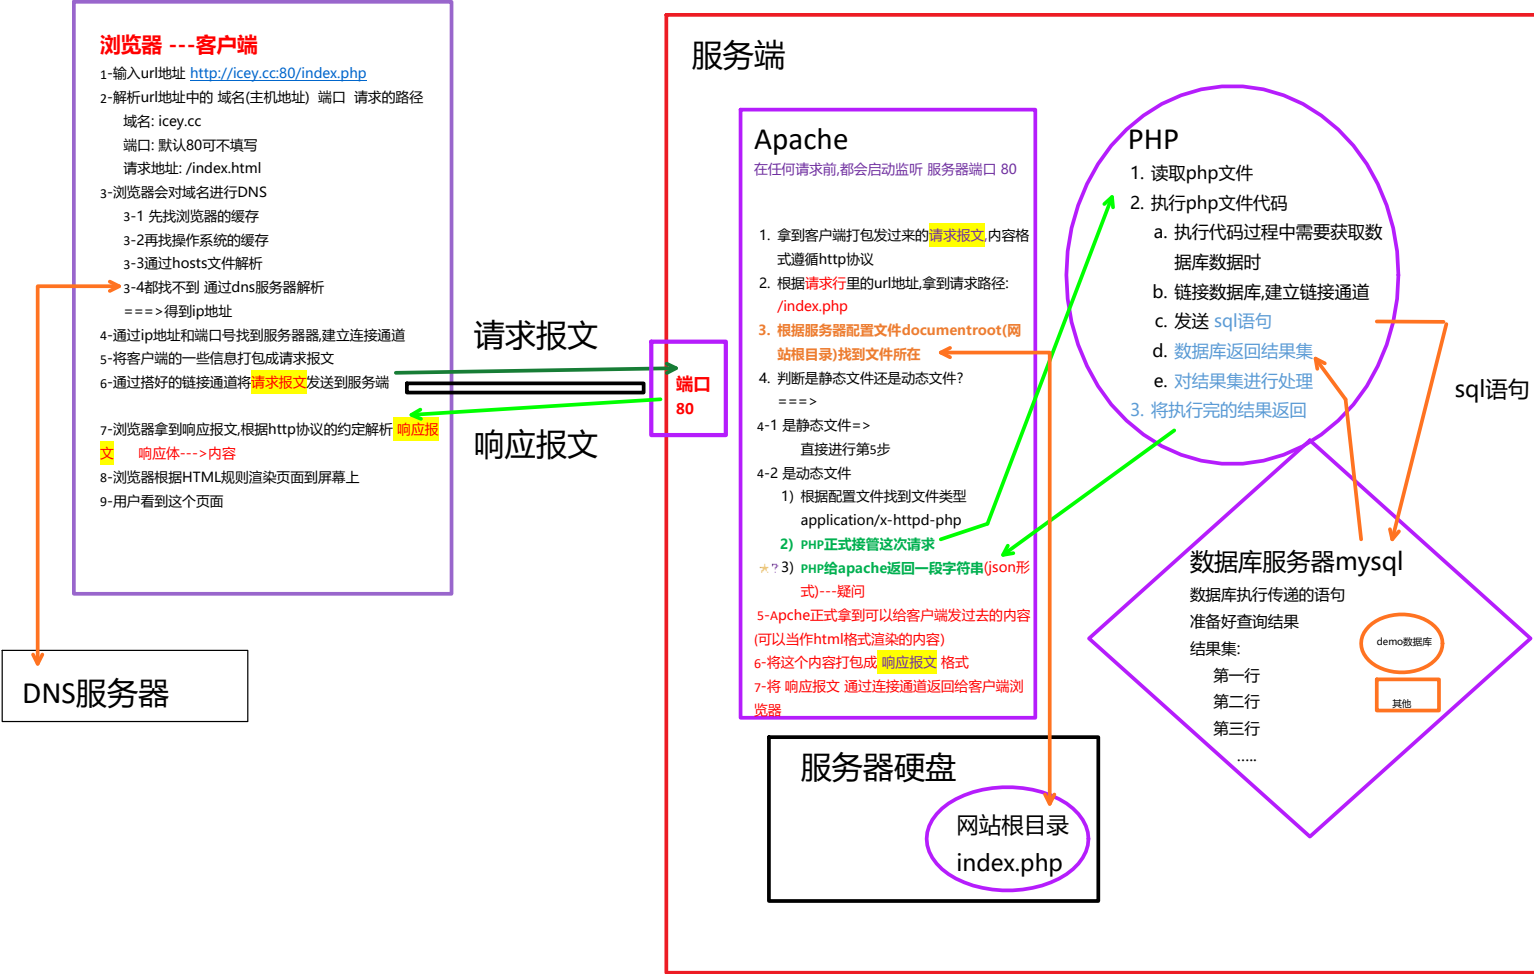 浏览器 ---客户端
1-输入url地址 http://icey.cc:80/index.php
2-解析url地址中的 域名(主机地址) 端口 请求的路径
域名: icey.cc
端口: 默认80可不填写
请求地址: /index.html
3-浏览器会对域名进行DNS
3-1 先找浏览器的缓存
3-2再找操作系统的缓存
3-3通过hosts文件解析
3-4都找不到 通过dns服务器解析
===>得到ip地址
4-通过ip地址和端口号找到服务器器,建立连接通道
5-将客户端的一些信息打包成请求报文
6-通过搭好的链接通道将请求报文发送到服务端
7-浏览器拿到响应报文,根据http协议的约定解析 响应报
文 响应体--->内容
8-浏览器根据HTML规则渲染页面到屏幕上
9-用户看到这个页面
DNS服务器
请求报文
响应报文
端口
80
服务端
Apache
在任何请求前,都会启动监听 服务器端口 80
1. 拿到客户端打包发过来的请求报文,内容格
式遵循http协议
2. 根据请求行里的url地址,拿到请求路径:
/index.php
3. 根据服务器配置文件documentroot(网
站根目录)找到文件所在
4. 判断是静态文件还是动态文件?
===>
4-1 是静态文件=>
直接进行第5步
4-2 是动态文件
1) 根据配置文件找到文件类型
application/x-httpd-php
2) PHP正式接管这次请求
?3) PHP给apache返回一段字符串(json形
式)---疑问
5-Apche正式拿到可以给客户端发过去的内容
(可以当作html格式渲染的内容)
6-将这个内容打包成 响应报文 格式
7-将 响应报文 通过连接通道返回给客户端浏
览器
服务器硬盘
网站根目录
index.php
PHP
1. 读取php文件
2. 执行php文件代码
a. 执行代码过程中需要获取数
据库数据时
b. 链接数据库,建立链接通道
c. 发送 sql语句
d. 数据库返回结果集
e. 对结果集进行处理
3. 将执行完的结果返回
sql语句
数据库服务器mysql
数据库执行传递的语句
准备好查询结果
结果集:
第一行
第二行
第三行
.....
demo数据库
其他